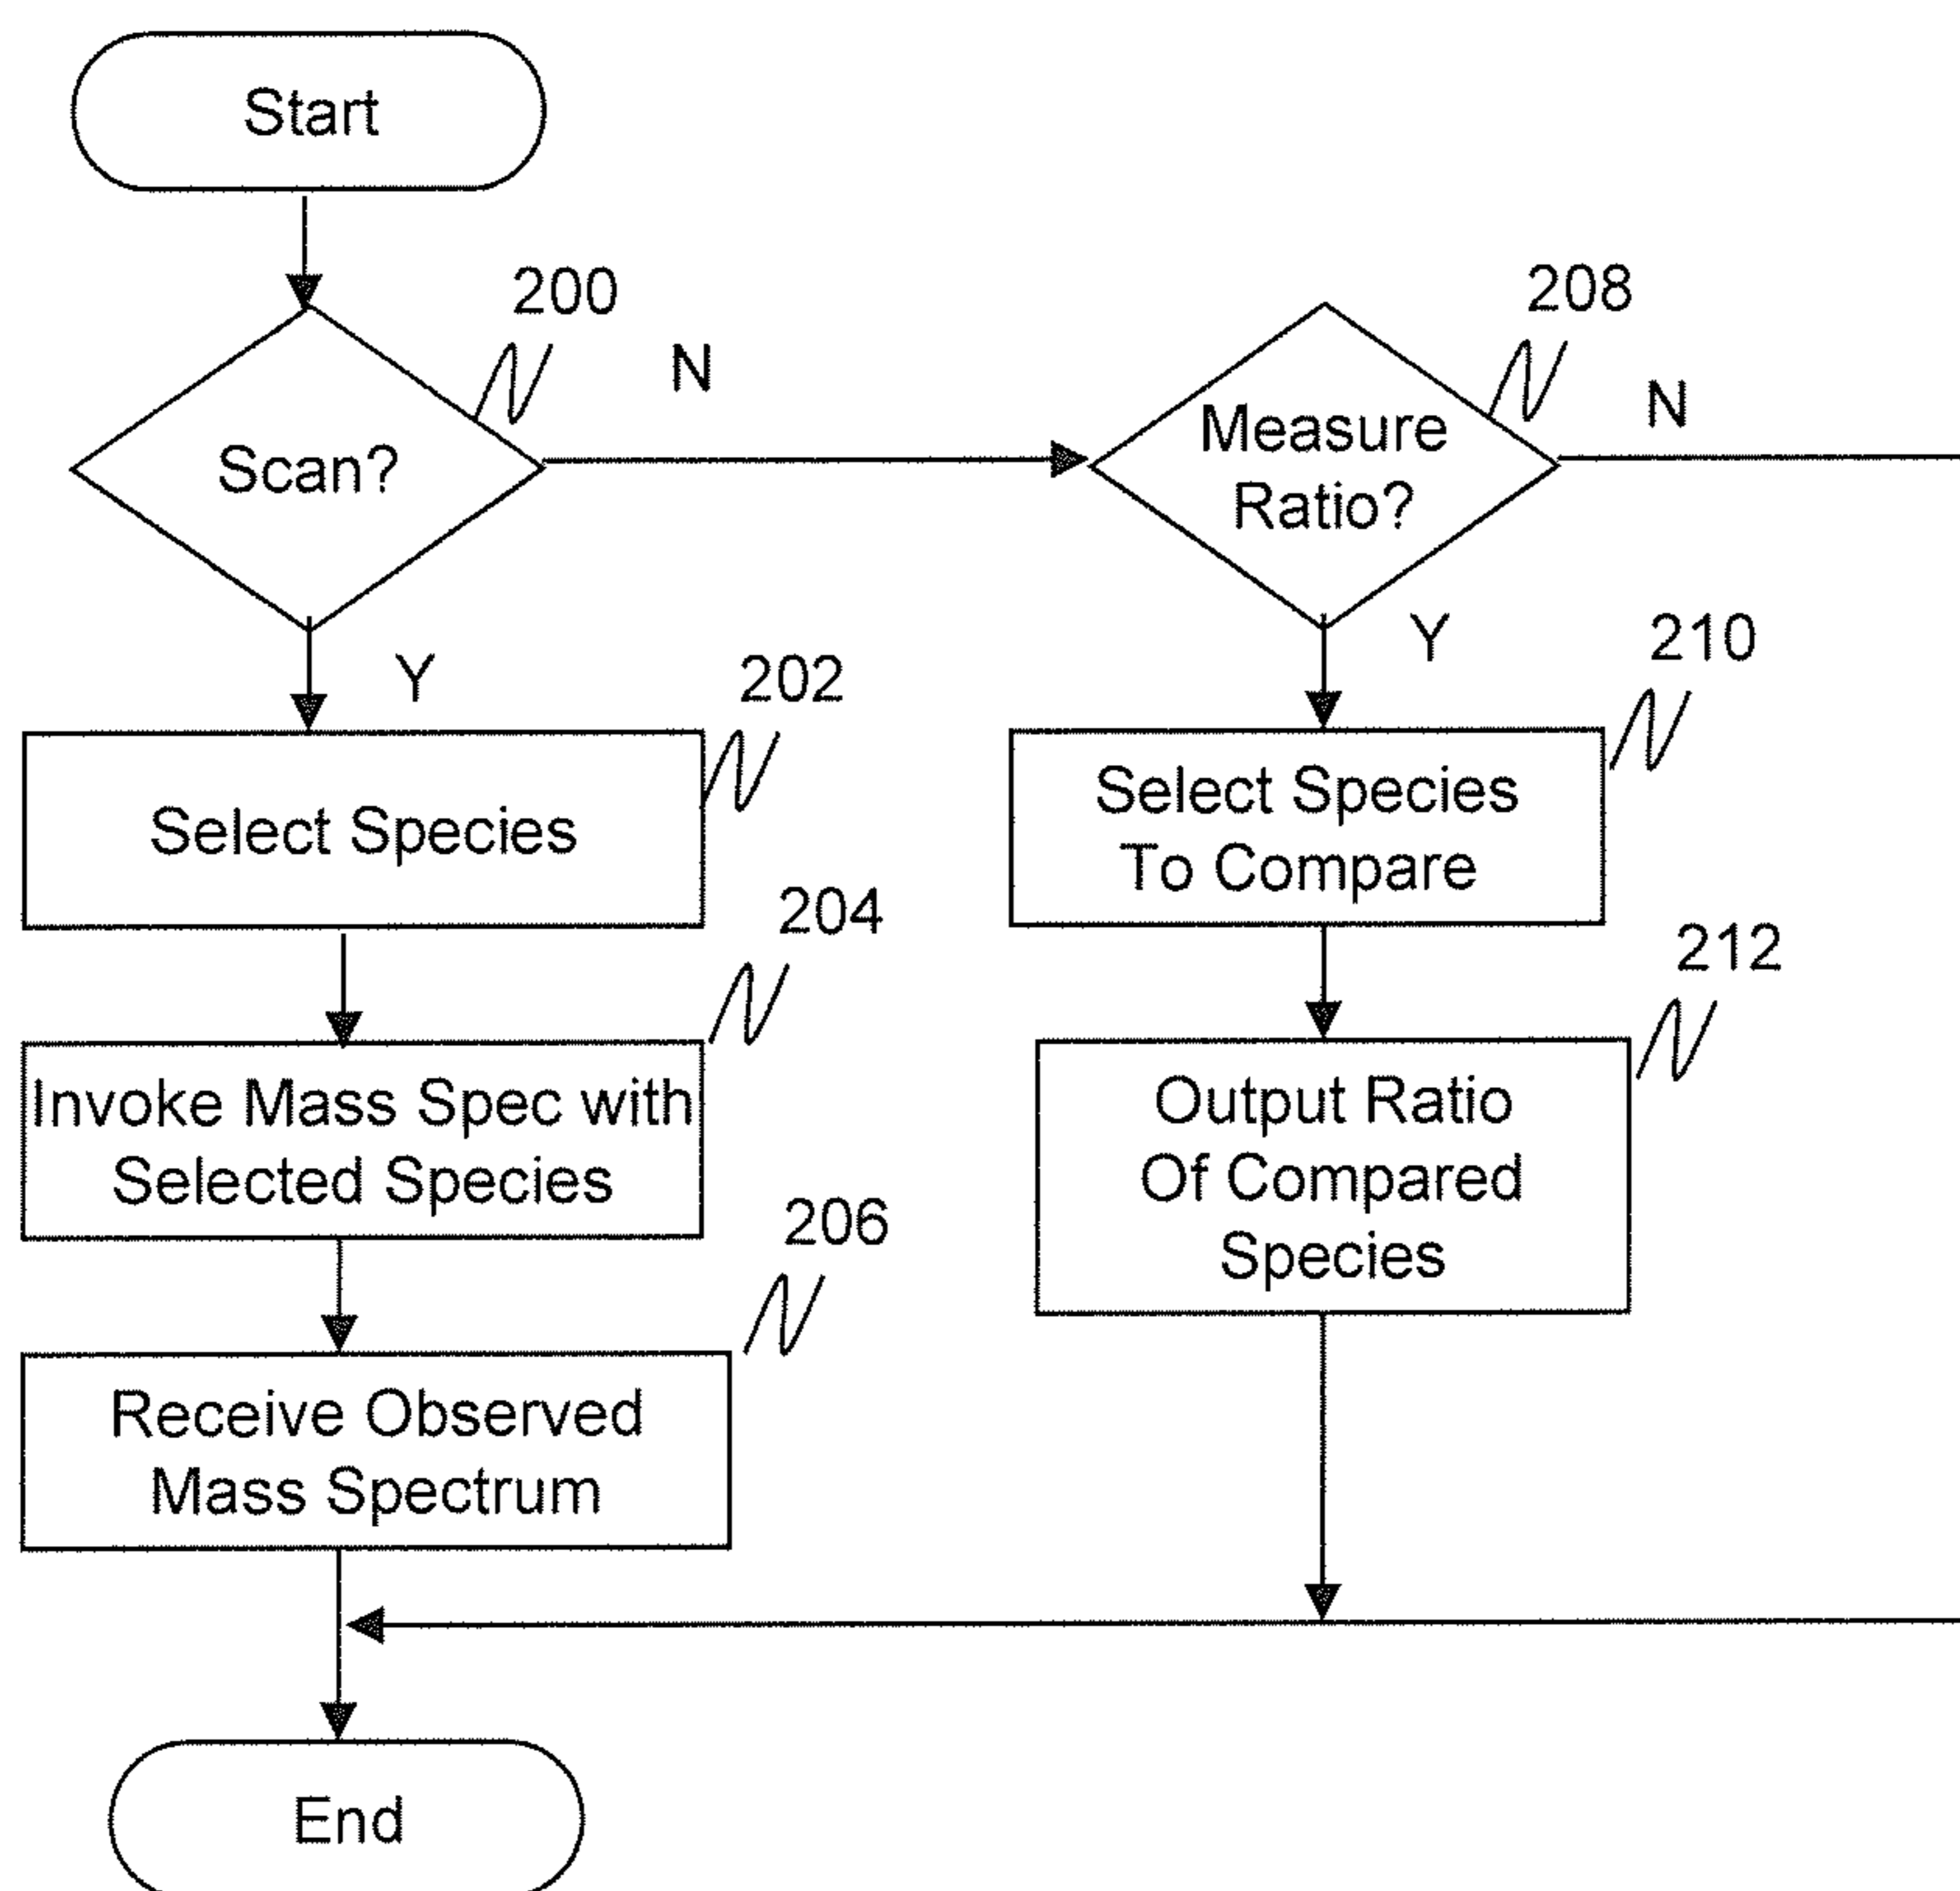 Start
200
Scan?
N
Y
202
Select Species
204
Invoke Mass Spec with
Selected Species
206
Receive Observed
Mass Spectrum
End
208
Measure
Ratio?
N
Y
210
Select Species
To Compare
212
Output Ratio
Of Compared
Species